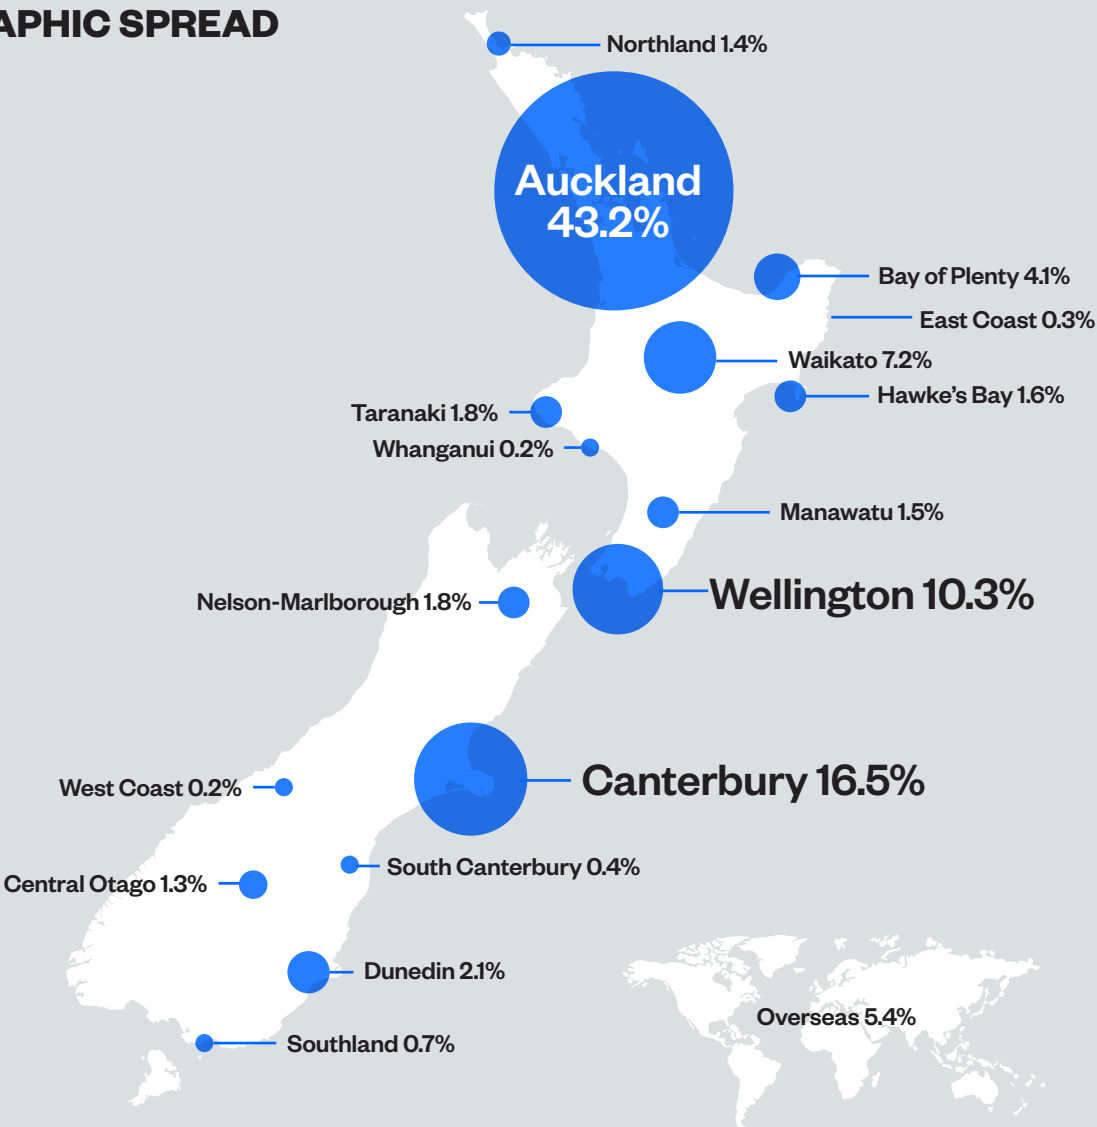 APHIC SPREAD
Northland 1.4%
Auckland
43.2%
Bay of Plenty 4.1%
East Coast 0.3%
Waikato 7.2%
Hawke’s Bay 1.6%
Taranaki 1.8%
Whanganui 0.2%
Manawatu 1.5%
Wellington 10.3%
Nelson-Marlborough 1.8%
Canterbury 16.5%
West Coast 0.2%
South Canterbury 0.4%
Central Otago 1.3%
Dunedin 2.1%
Overseas 5.4%
Southland 0.7%